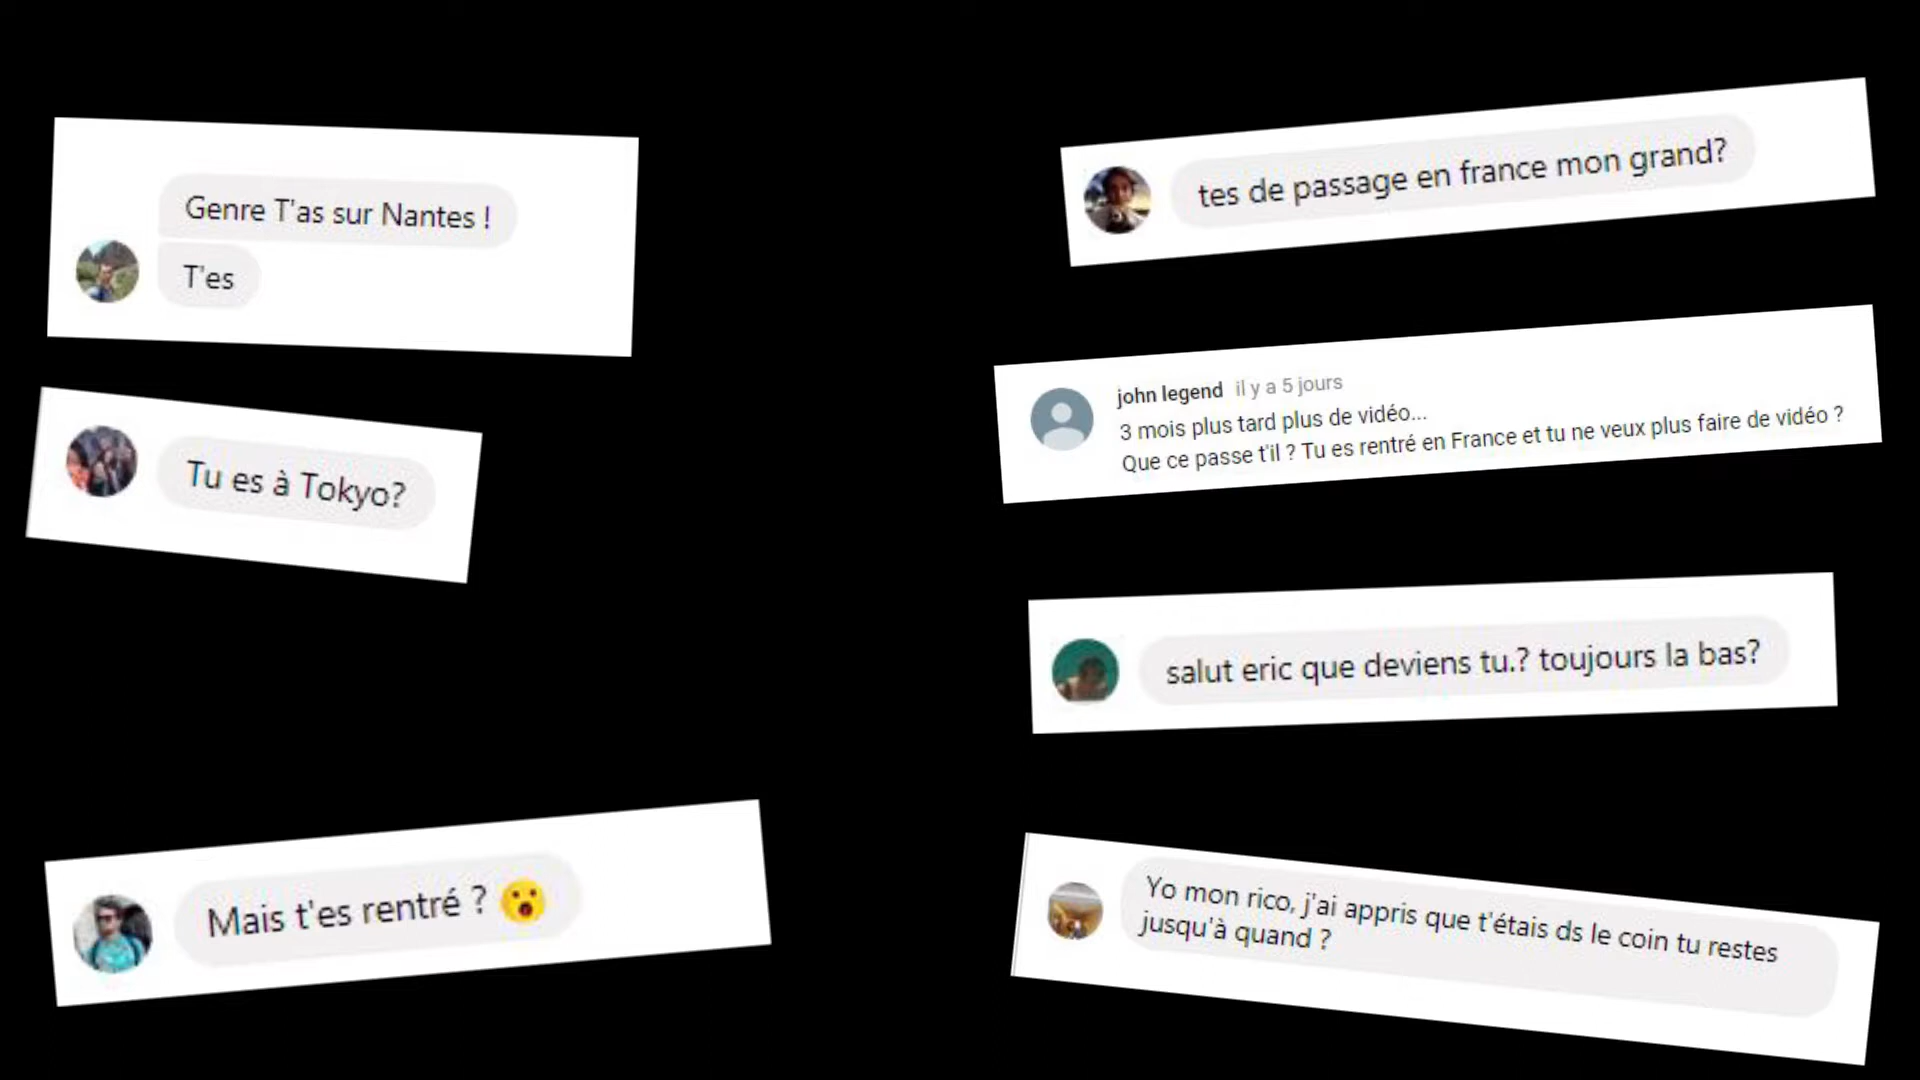 Genre T'as sur Nantes !
T'es
Tu es à Tokyo?
Mais t'es rentré ? 😮
tes de passage en france mon grand?
john legend il y a 5 jours
3 mois plus tard plus de vidéo...
Que ce passe t'il ? Tu es rentré en France et tu ne veux plus faire de vidéo ?
salut eric que deviens tu.? toujours la bas?
Yo mon rico, j'ai appris que t'étais ds le coin tu restes
jusqu'à quand ?